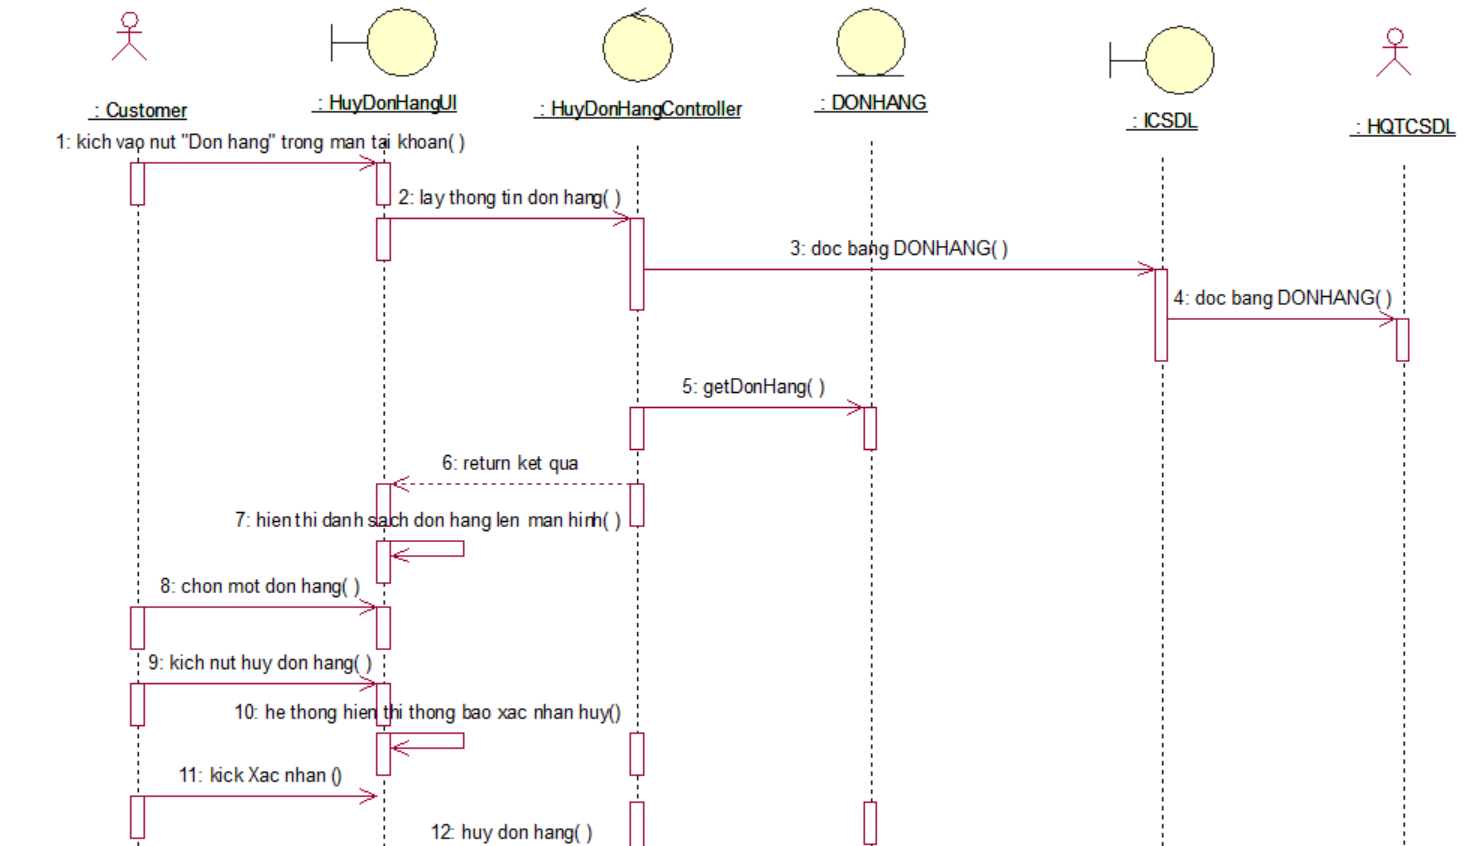 : Customer
: HuyDonHangUI
: HuyDonHangController
: DONHANG
: ICSDL
: HQTCSDL
1: kich vao nut "Don hang" trong man tai khoan( )
2: lay thong tin don hang( )
3: doc bang DONHANG( )
4: doc bang DONHANG( )
5: getDonHang( )
6: return ket qua
7: hien thi danh sach don hang len man hinh( )
8: chon mot don hang( )
9: kich nut huy don hang( )
10: he thong hien thi thong bao xac nhan huy()
11: kick Xac nhan ()
12: huy don hang( )